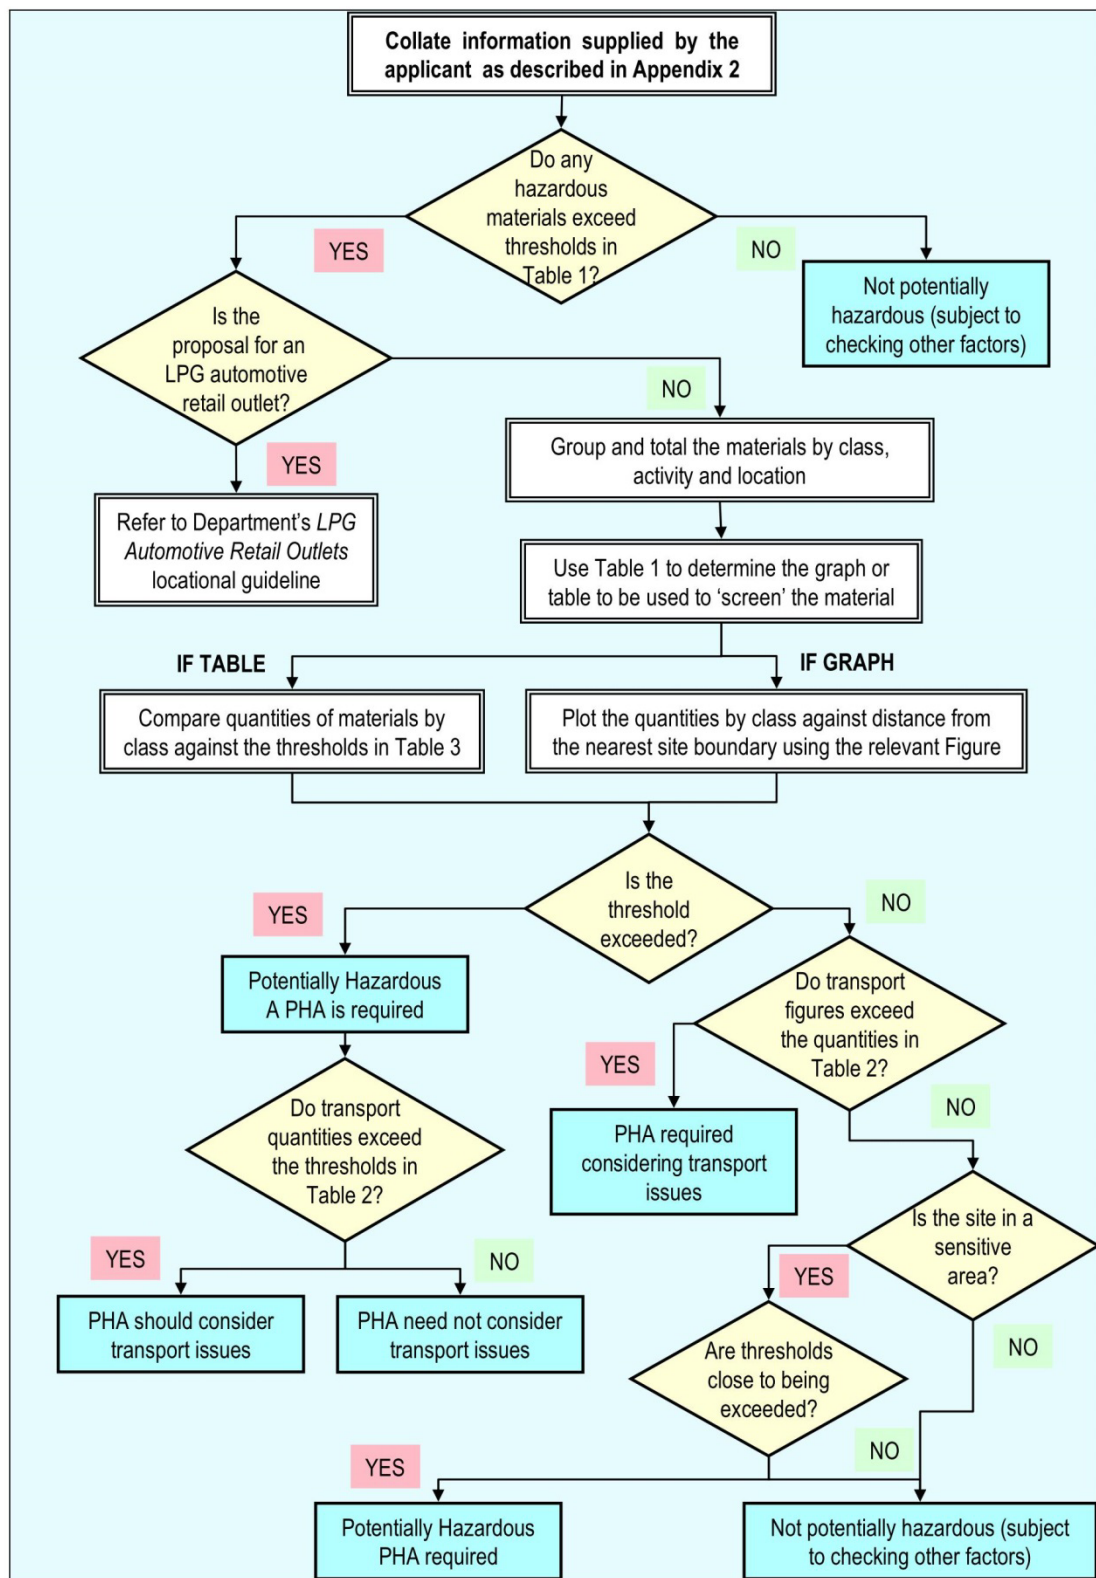 Collate information supplied by the
applicant as described in Appendix 2
Do any
hazardous
materials exceed
thresholds in
Table 1?
YES
NO
Not potentially
hazardous (subject to
checking other factors)
Is the
proposal for an
LPG automotive
retail outlet?
NO
YES
Group and total the materials by class,
activity and location
Refer to Department's LPG
Automotive Retail Outlets
locational guideline
Use Table 1 to determine the graph or
table to be used to ‘screen’ the material
IF TABLE
IF GRAPH
Compare quantities of materials by
class against the thresholds in Table 3
Plot the quantities by class against distance from
the nearest site boundary using the relevant Figure
Is the
threshold
exceeded?
YES
NO
Potentially Hazardous
A PHA is required
Do transport
figures exceed
the quantities in
Table 2?
YES
NO
Do transport
quantities exceed
the thresholds in
Table 2?
PHA required
considering transport
issues
Is the site in a
sensitive
area?
YES
NO
YES
NO
PHA should consider
transport issues
PHA need not consider
transport issues
Are thresholds
close to being
exceeded?
YES
NO
Potentially Hazardous
PHA required
Not potentially hazardous (subject
to checking other factors)